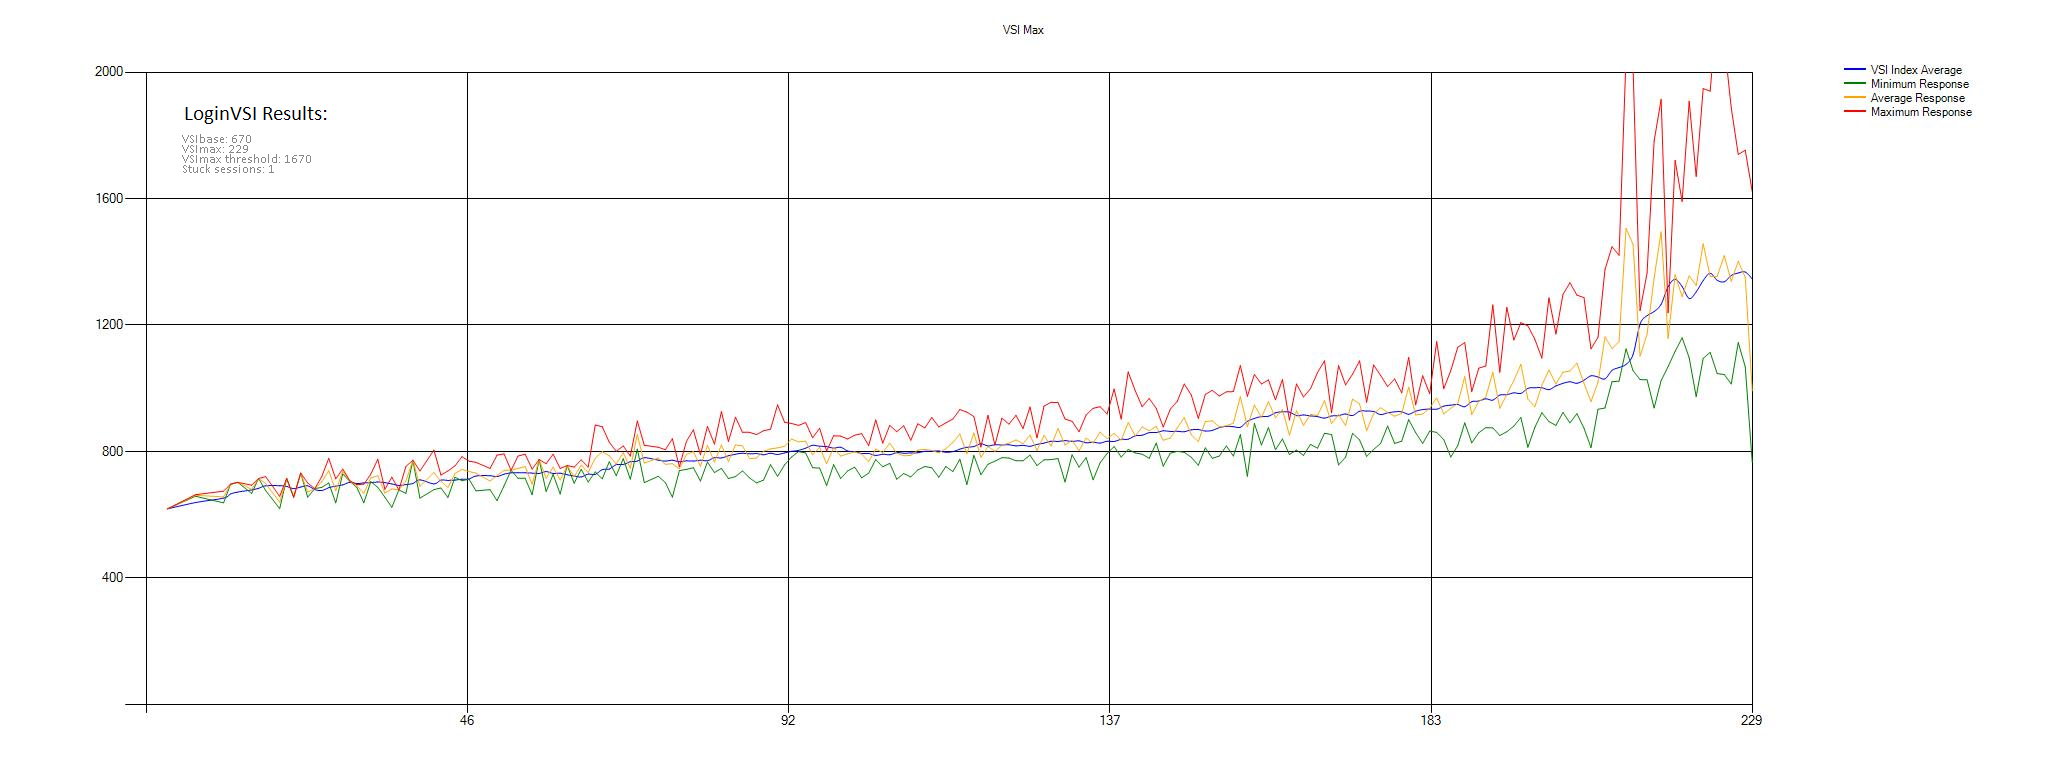 VSI Max
2000
1600
1200
800
400
LoginVSI Results:
VSIbase: 670
VSImax: 229
VSImax threshold: 1670
Stuck sessions: 1
VSI Index Average
Minimum Response
Average Response
Maximum Response
46
92
137
183
229